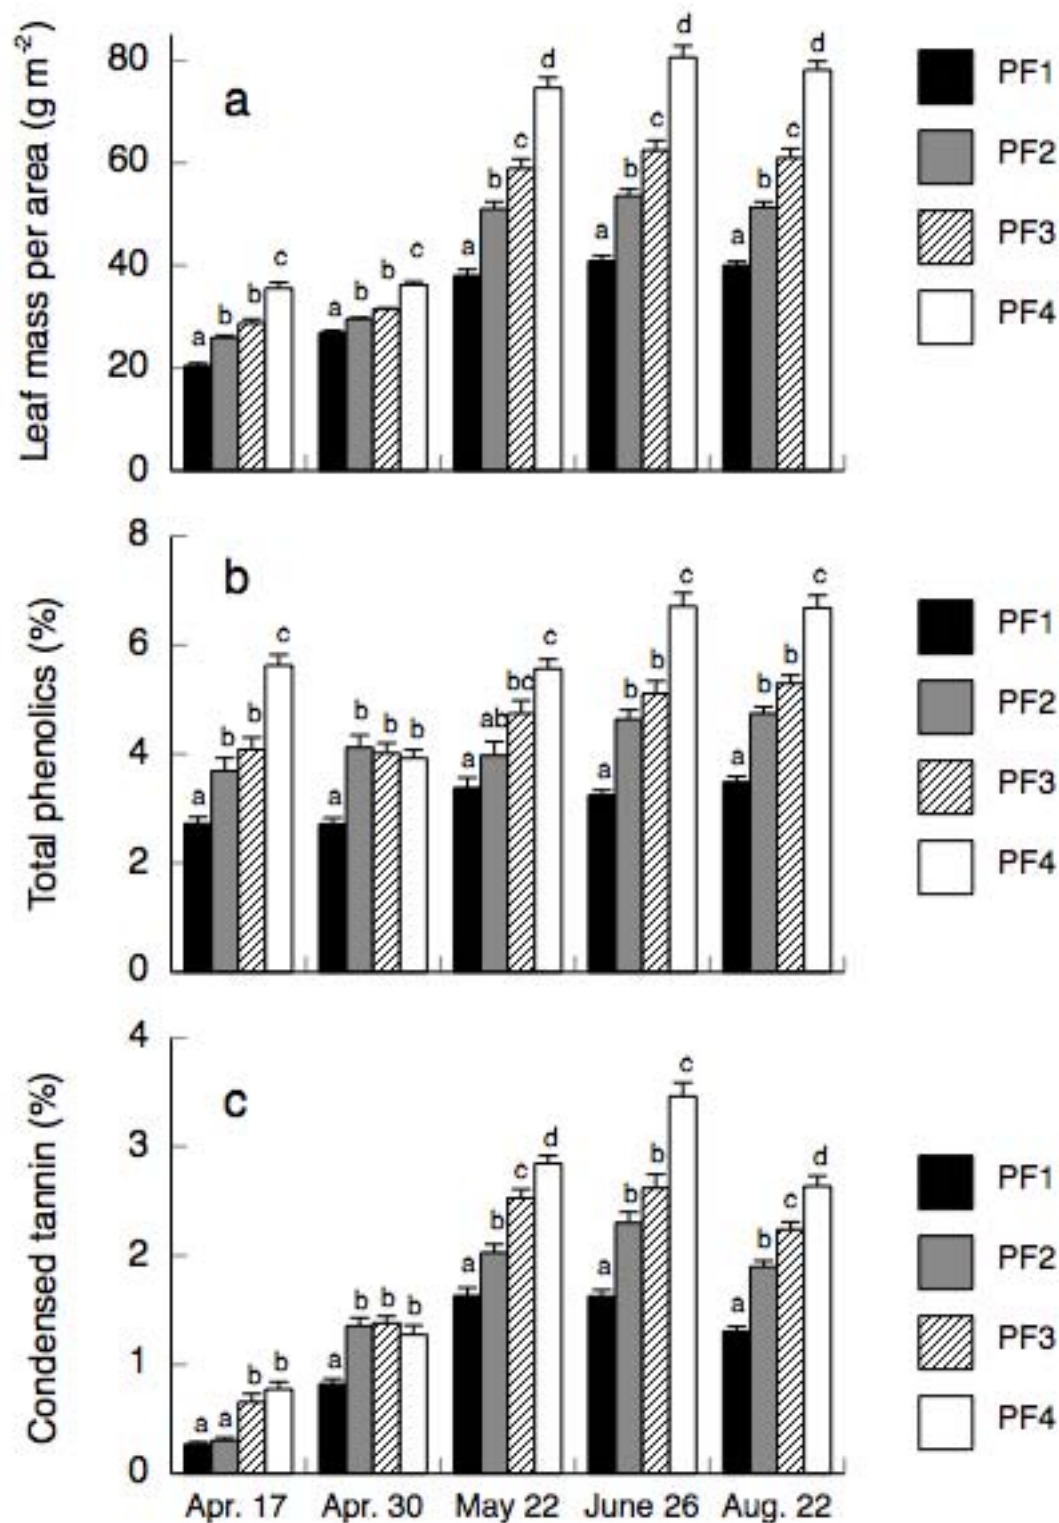 Leaf mass per area (g m⁻²)
80
60
40
20
0
a
a b b c
a b b c
a b c d
a b c d
a b c d
PF1
PF2
PF3
PF4
Total phenolics (%)
8
6
4
2
0
b
a b b c
a b b b
a ab bc c
a b b c
a b b c
PF1
PF2
PF3
PF4
Condensed tannin (%)
4
3
2
1
0
c
a a b b
a b b b
a b c d
a b b c
a b c d
PF1
PF2
PF3
PF4
Apr. 17 Apr. 30 May 22 June 26 Aug. 22